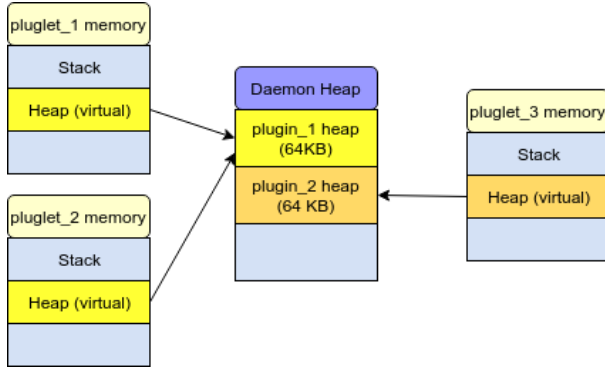 pluglet_1 memory
Stack
Heap (virtual)
pluglet_2 memory
Stack
Heap (virtual)
Daemon Heap
plugin_1 heap
(64KB)
plugin_2 heap
(64 KB)
pluglet_3 memory
Stack
Heap (virtual)